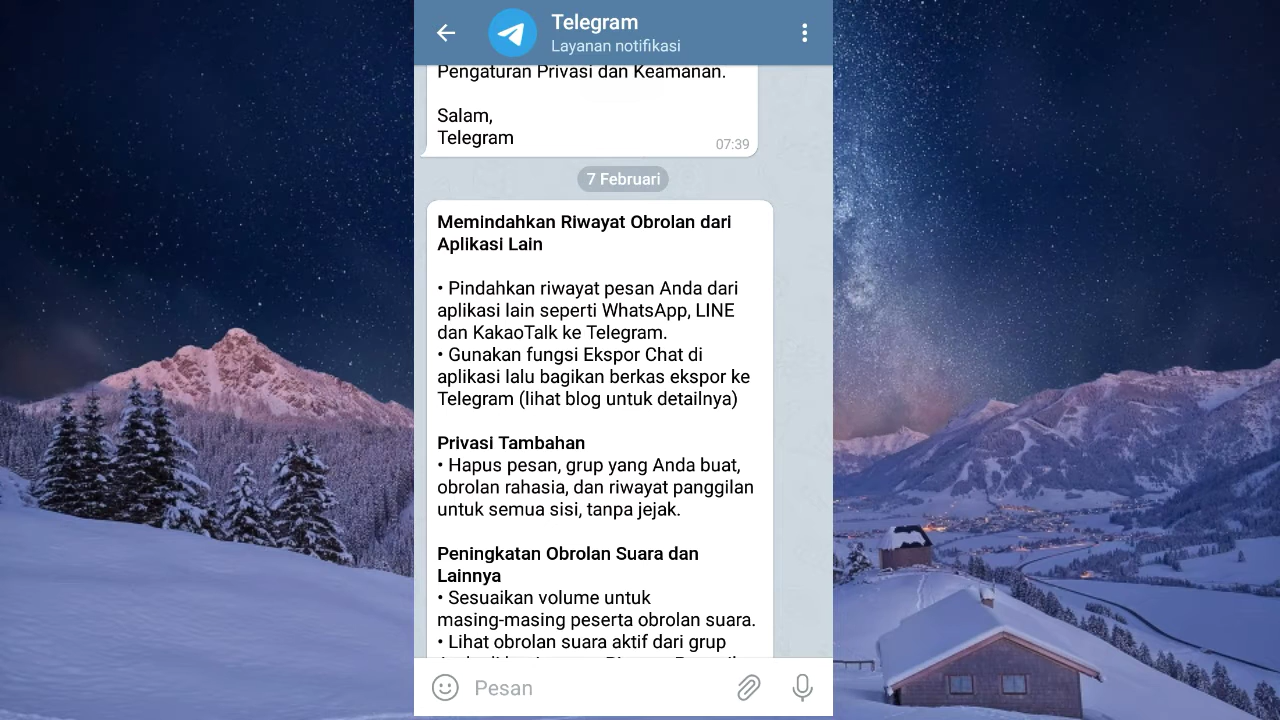 Telegram
Layanan notifikasi
Pengaturan Privasi dan Keamanan.
Salam,
Telegram
07:39
7 Februari
Memindahkan Riwayat Obrolan dari
Aplikasi Lain
• Pindahkan riwayat pesan Anda dari
aplikasi lain seperti WhatsApp, LINE
dan KakaoTalk ke Telegram.
• Gunakan fungsi Ekspor Chat di
aplikasi lalu bagikan berkas ekspor ke
Telegram (lihat blog untuk detailnya)
Privasi Tambahan
• Hapus pesan, grup yang Anda buat,
obrolan rahasia, dan riwayat panggilan
untuk semua sisi, tanpa jejak.
Peningkatan Obrolan Suara dan
Lainnya
• Sesuaikan volume untuk
masing-masing peserta obrolan suara.
• Lihat obrolan suara aktif dari grup
Pesan